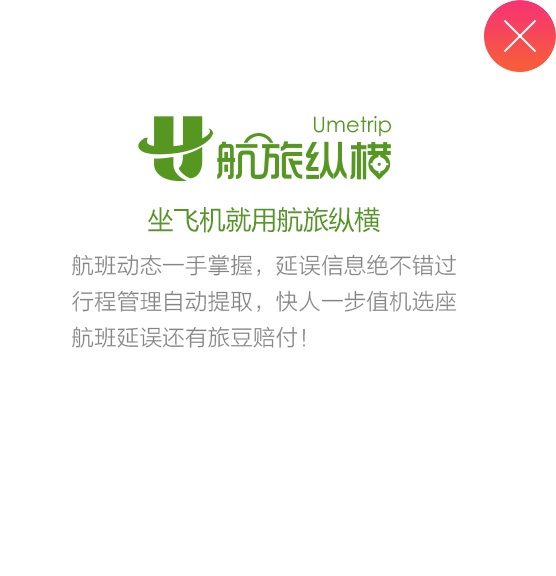 Umetrip
航旅纵横
坐飞机就用航旅纵横
航班动态一手掌握，延误信息绝不错过
行程管理自动提取，快人一步值机选座
航班延误还有旅豆赔付！